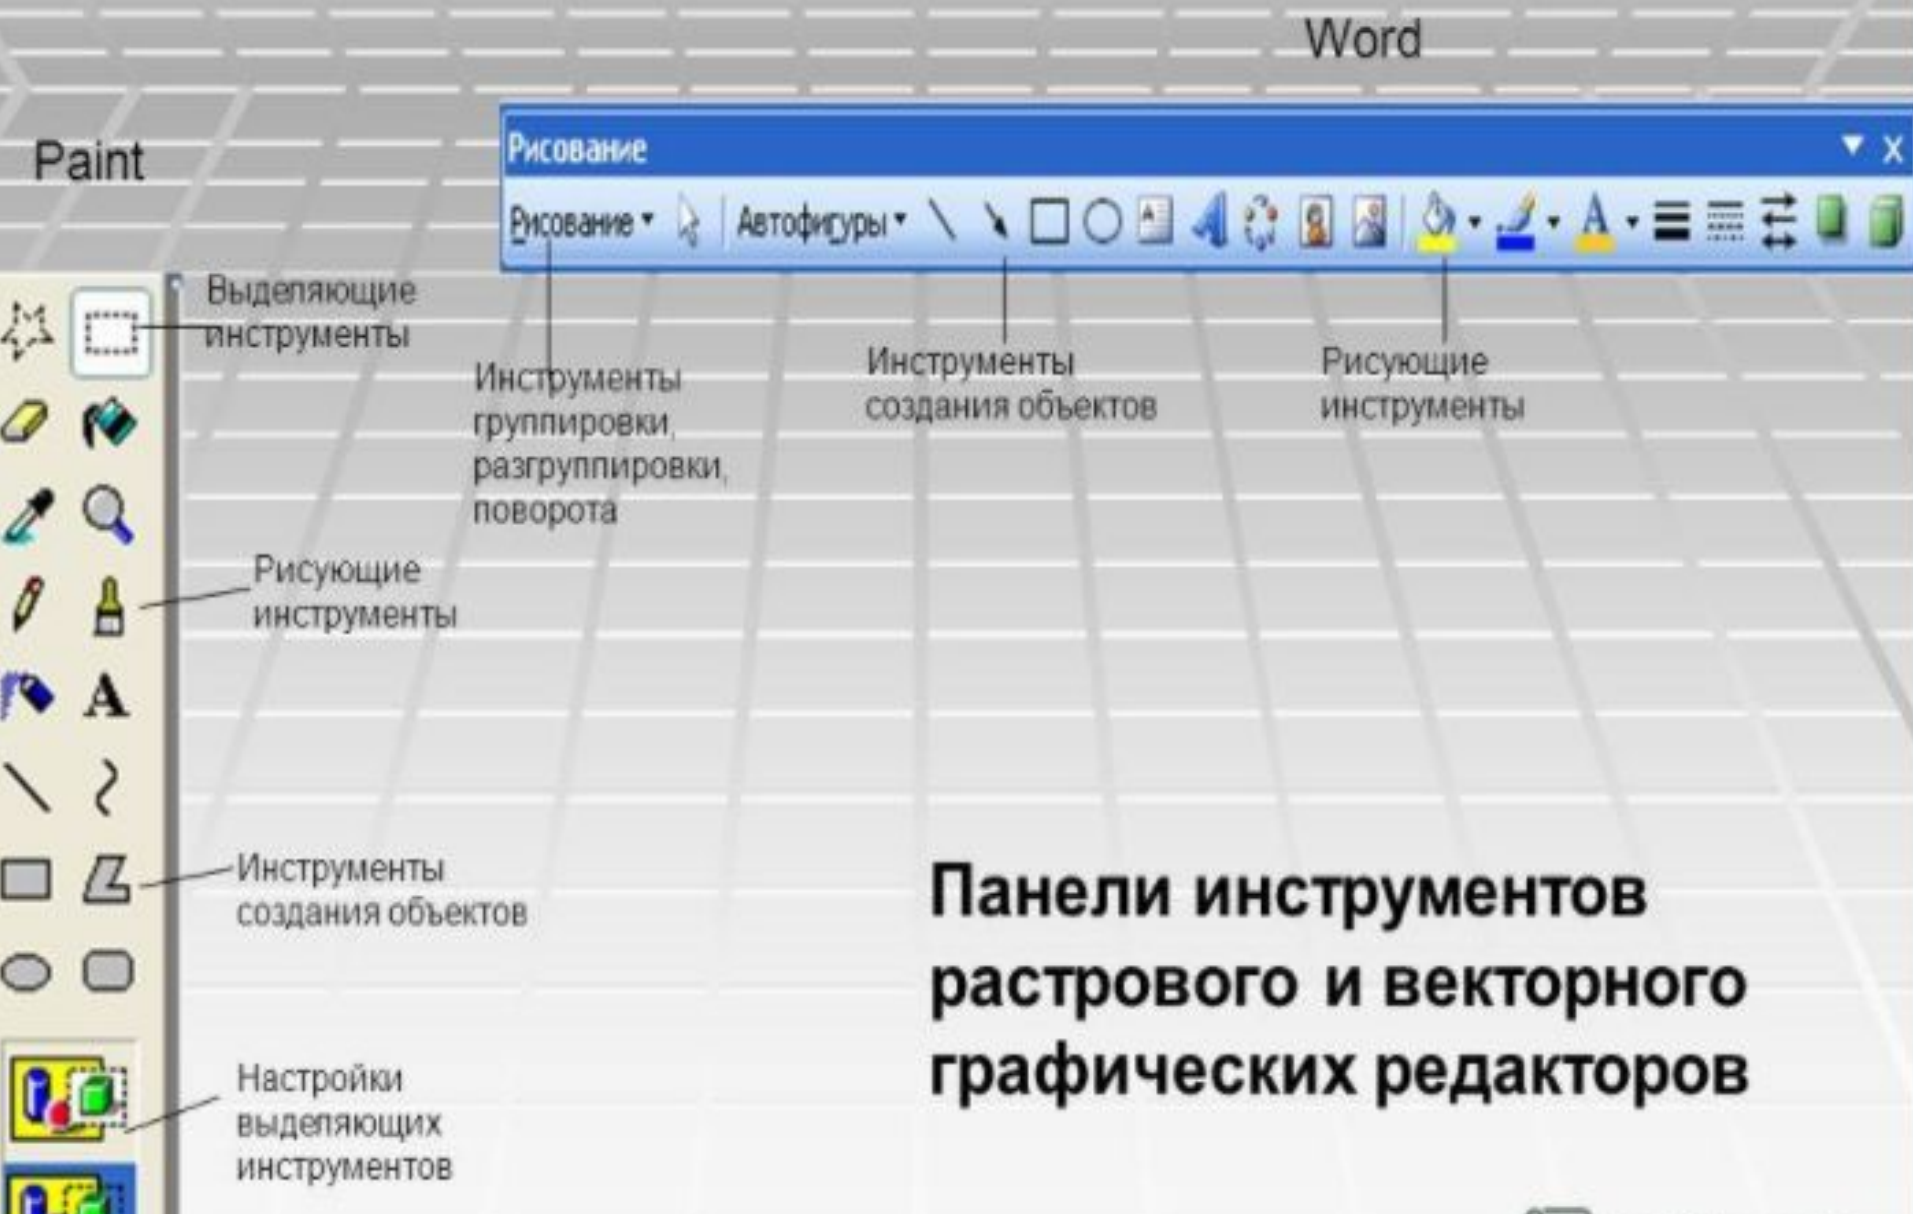 Word
Paint
Рисование
Рисование
Автофигуры
Выделяющие
инструменты
Инструменты
группировки,
разгруппировки,
поворота
Инструменты
создания объектов
Рисующие
инструменты
Рисующие
инструменты
A
Инструменты
создания объектов
Настройки
выделяющих
инструментов
Панели инструментов
растрового и векторного
графических редакторов